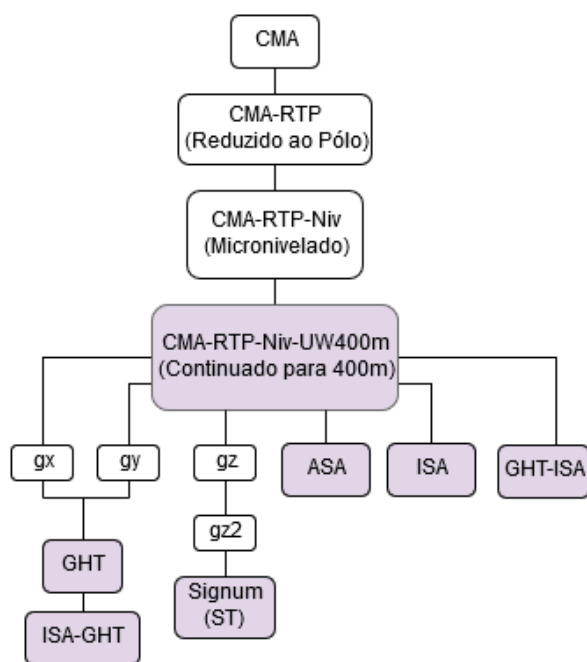 CMA
CMA-RTP
(Reduzido ao Pólo)
CMA-RTP-Niv
(Micronivelado)
CMA-RTP-Niv-UW400m
(Continuado para 400m)
gx
gy
gz
ASA
ISA
GHT-ISA
gz2
GHT
Signum
(ST)
ISA-GHT